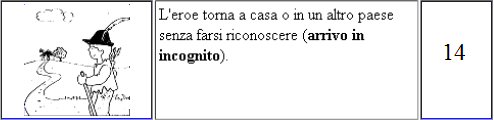 L'eroe torna a casa o in un altro paese
senza farsi riconoscere (arrivo in
incognito).
14